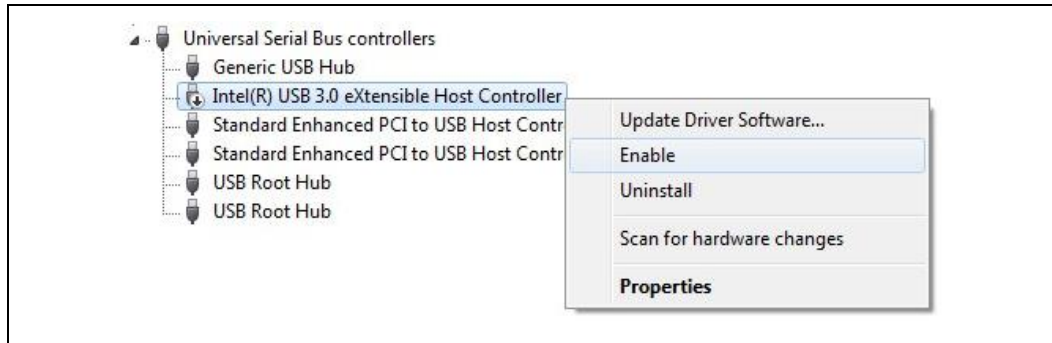 Universal Serial Bus controllers
Generic USB Hub
Intel(R) USB 3.0 eXtensible Host Controller
Standard Enhanced PCI to USB Host Contr
Standard Enhanced PCI to USB Host Contr
USB Root Hub
USB Root Hub
Update Driver Software...
Enable
Uninstall
Scan for hardware changes
Properties